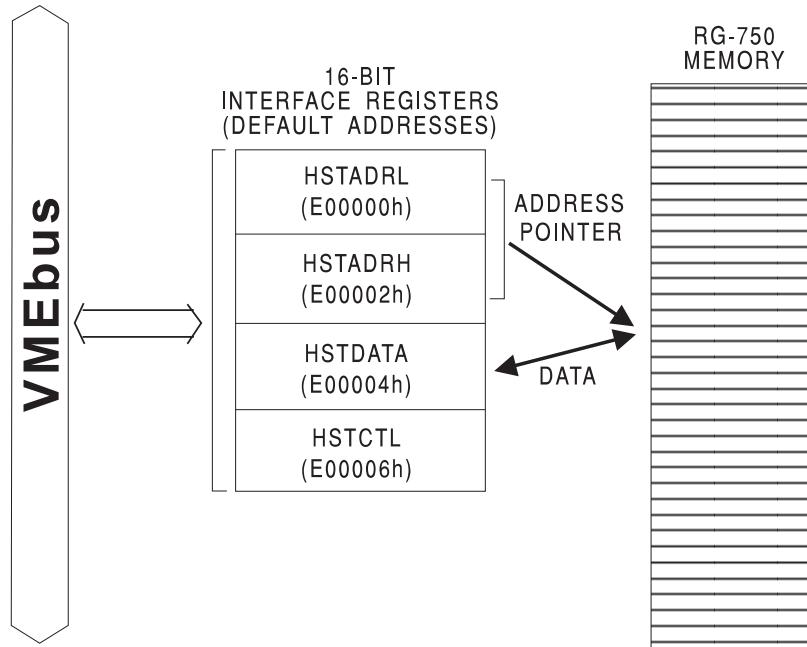 VMEbus
16-BIT
INTERFACE REGISTERS
(DEFAULT ADDRESSES)
HSTADRL
(E00000h)
HSTADRH
(E00002h)
HSTDATA
(E00004h)
HSTCTL
(E00006h)
ADDRESS
POINTER
DATA
RG-750
MEMORY